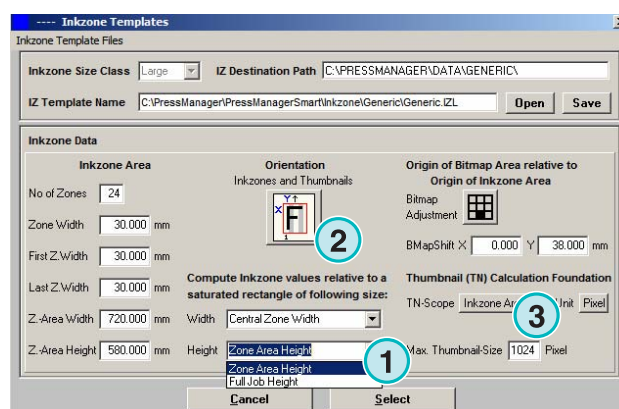 ---- Inkzone Templates
Inkzone Template Files
Inkzone Size Class Large IZ Destination Path C:\PRESSMANAGER\DATA\GENERIC\
IZ Template Name C:\PressManager\PressManagerSmart\Inkzone\Generic\Generic.IZL Open Save
Inkzone Data
Inkzone Area
No of Zones 24
Zone Width 30.000 mm
First Z.Width 30.000 mm
Last Z.Width 30.000 mm
Z.-Area Width 720.000 mm
Z.-Area Height 580.000 mm
Orientation
Inkzones and Thumbnails
Y
X F
1
2
Compute Inkzone values relative to a
saturated rectangle of following size:
Width Central Zone Width
Height Zone Area Height
Zone Area Height
Full Job Height
1
Origin of Bitmap Area relative to
Origin of Inkzone Area
Bitmap
Adjustment
BMapShift X 0.000 Y 38.000 mm
Thumbnail (TN) Calculation Foundation
TN-Scope Inkzone Pixel
3
Max. Thumbnail-Size 1024 Pixel
Cancel Select